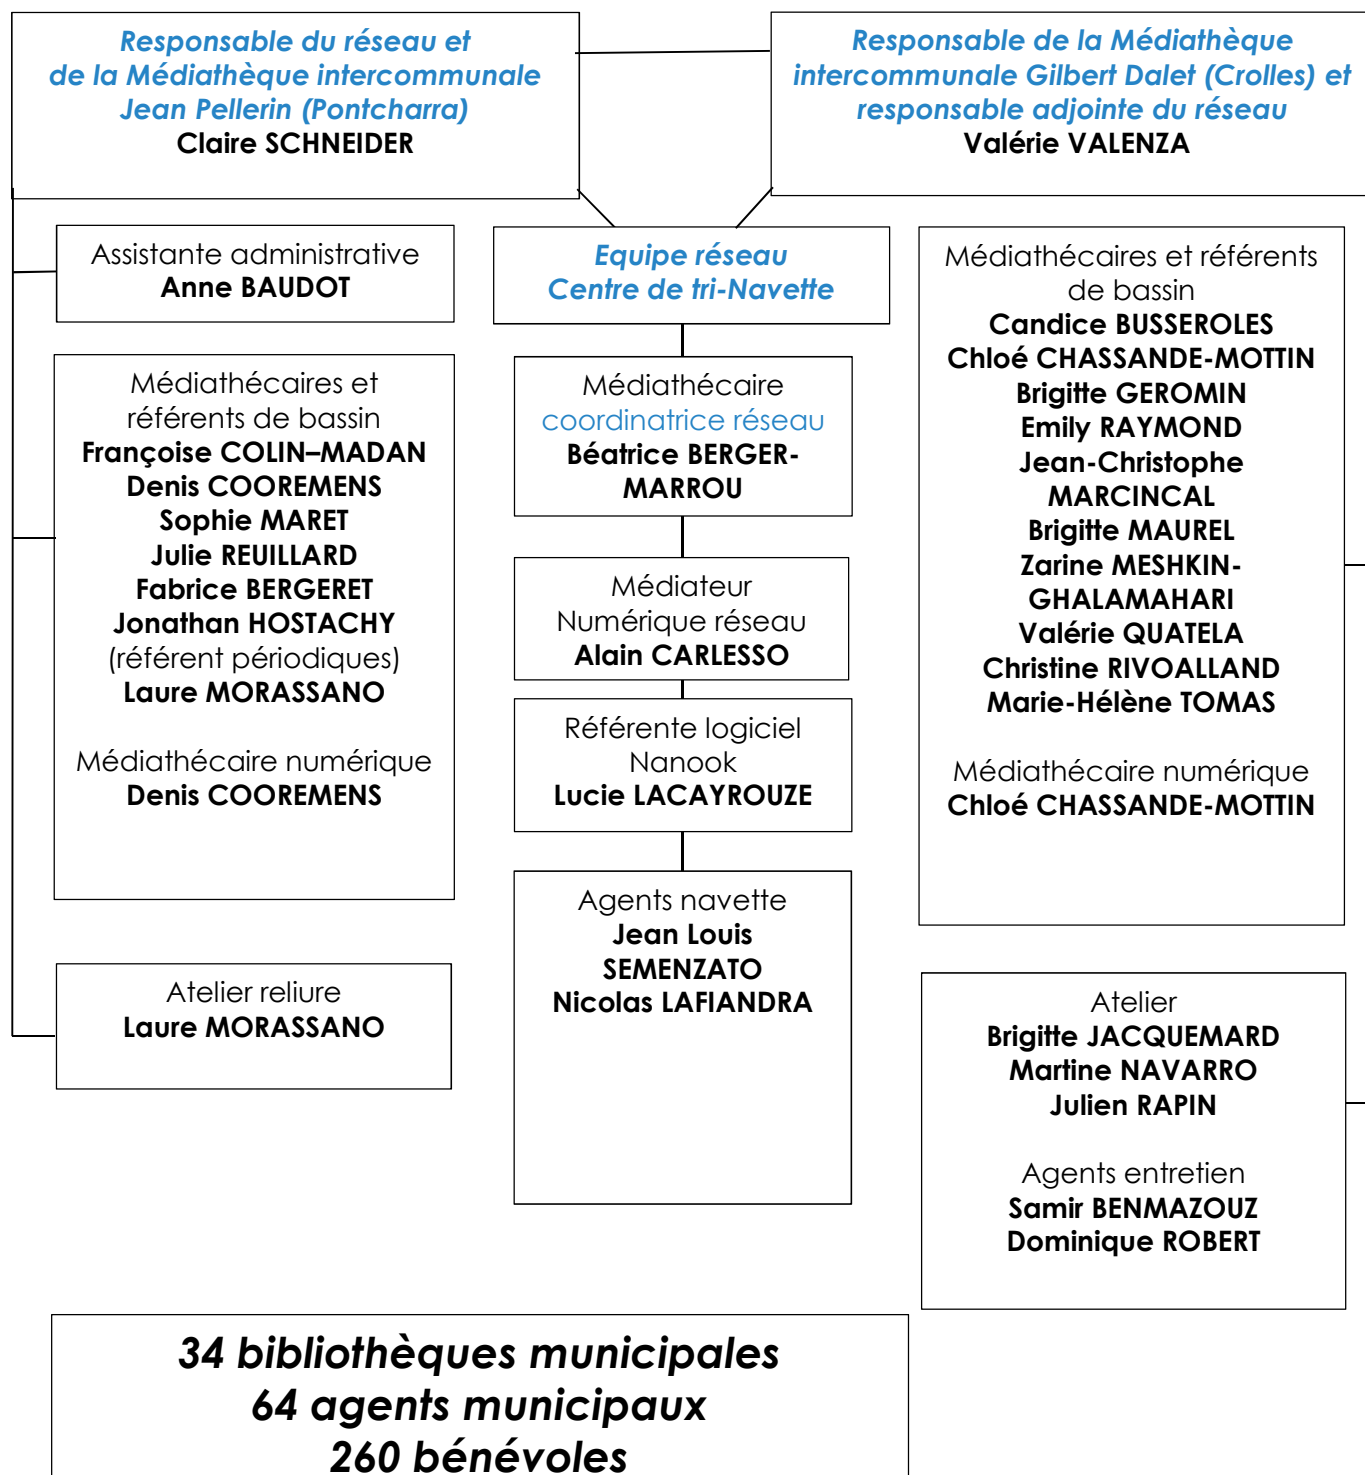 Responsable du réseau et
de la Médiathèque intercommunale
Jean Pellerin (Pontcharra)
Claire SCHNEIDER
Responsable de la Médiathèque
intercommunale Gilbert Dalet (Crolles) et
responsable adjointe du réseau
Valérie VALENZA
Assistante administrative
Anne BAUDOT
Médiathécaires et
référents de bassin
Françoise COLIN–MADAN
Denis COOREMENS
Sophie MARET
Julie REUILLARD
Fabrice BERGERET
Jonathan HOSTACHY
(référent périodiques)
Laure MORASSANO
Médiathécaire numérique
Denis COOREMENS
Atelier reliure
Laure MORASSANO
Equipe réseau
Centre de tri-Navette
Médiathécaire
coordinatrice réseau
Béatrice BERGER-
MARROU
Médiateur
Numérique réseau
Alain CARLESSO
Référente logiciel
Nanook
Lucie LACAYROUZE
Agents navette
Jean Louis
SEMENZATO
Nicolas LAFIANDRA
Médiathécaires et référents
de bassin
Candice BUSSEROLES
Chloé CHASSANDE-MOTTIN
Brigitte GEROMIN
Emily RAYMOND
Jean-Christophe
MARCINCAL
Brigitte MAUREL
Zarine MESHKIN-
GHALAMAHARI
Valérie QUATELA
Christine RIVOALLAND
Marie-Hélène TOMAS
Médiathécaire numérique
Chloé CHASSANDE-MOTTIN
Atelier
Brigitte JACQUEMARD
Martine NAVARRO
Julien RAPIN
Agents entretien
Samir BENMAZOUZ
Dominique ROBERT
34 bibliothèques municipales
64 agents municipaux
260 bénévoles